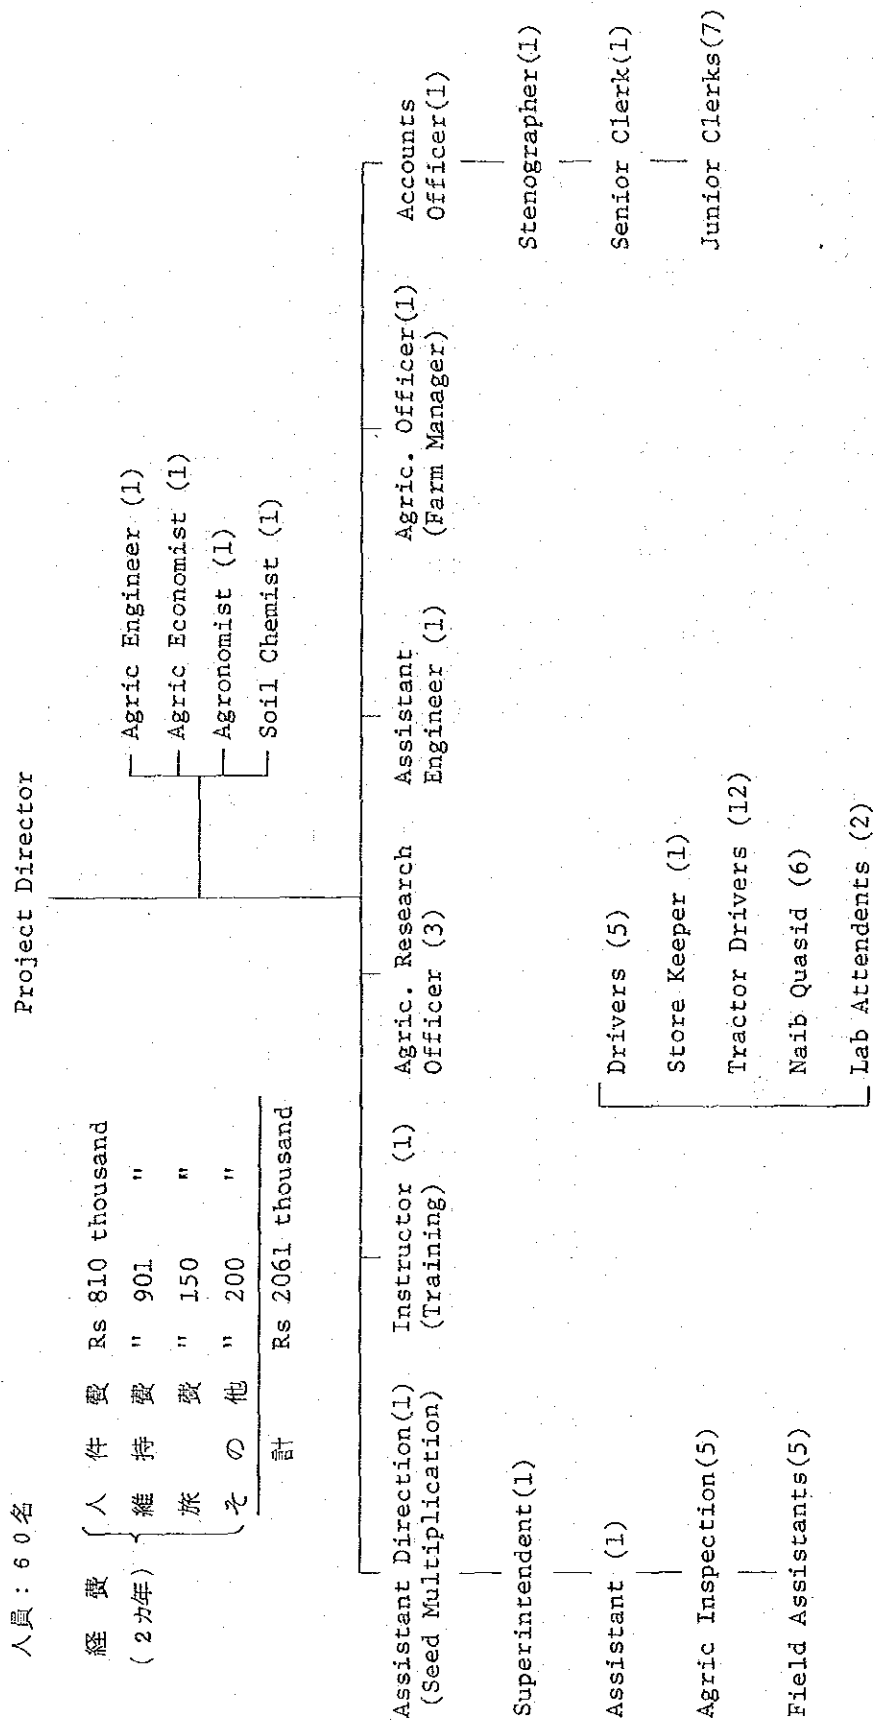 人員：６０名
Project Director
経 費
(２カ年)
人 件 費 Rs 810 thousand
維 持 費 " 901 "
旅 費 " 150 "
そ の 他 " 200 "
計 Rs 2061 thousand
Agric Engineer (1)
Agric Economist (1)
Agronomist (1)
Soil Chemist (1)
Assistant Direction(1)
(Seed Multiplication)
Superintendent(1)
Assistant (1)
Agric Inspection(5)
Field Assistants(5)
Instructor (1)
(Training)
Agric. Research
Officer (3)
Assistant
Engineer (1)
Agric. Officer(1)
(Farm Manager)
Accounts
Officer(1)
Stenographer(1)
Senior Clerk(1)
Junior Clerks(7)
Drivers (5)
Store Keeper (1)
Tractor Drivers (12)
Naib Quasid (6)
Lab Attendents (2)